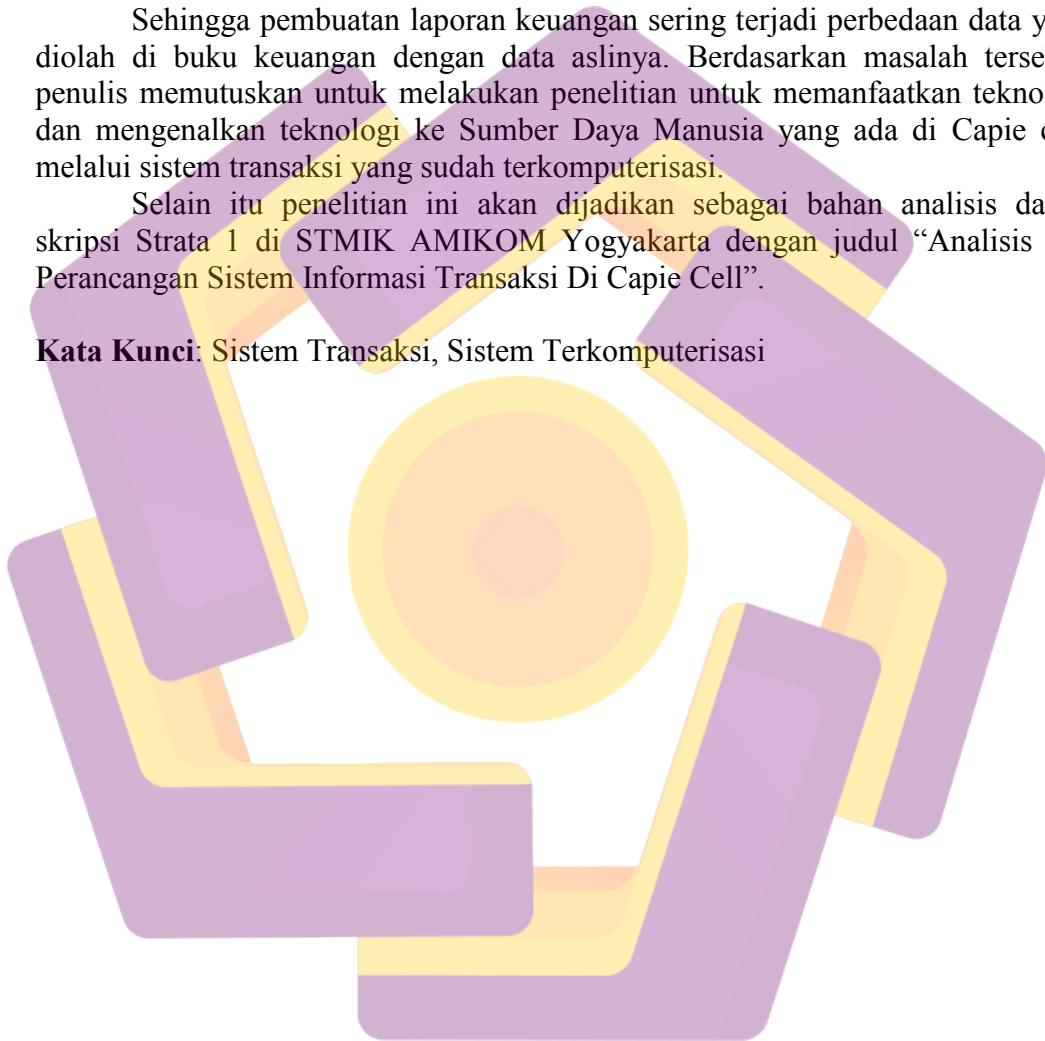 Sehingga pembuatan laporan keuangan sering terjadi perbedaan data
diolah di buku keuangan dengan data aslinya. Berdasarkan masalah
penulis memutuskan untuk melakukan penelitian untuk memanfaatkan
dan mengenalkan teknologi ke Sumber Daya Manusia yang ada di Capie
melalui sistem transaksi yang sudah terkomputerisasi.
Selain itu penelitian ini akan dijadikan sebagai bahan analisis
skripsi Strata 1 di STMIK AMIKOM Yogyakarta dengan judul “Analisis
Perancangan Sistem Informasi Transaksi Di Capie Cell”.
Kata Kunci: Sistem Transaksi, Sistem Terkomputerisasi